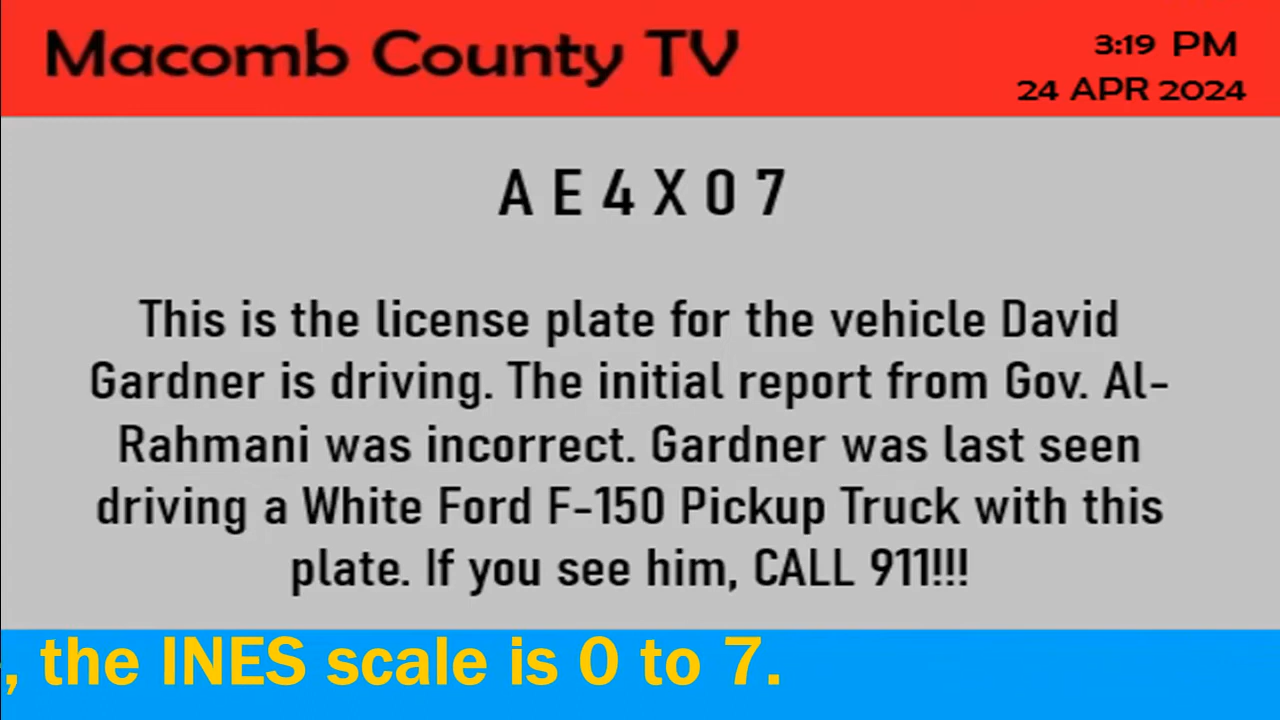 Macomb County TV
3:19 PM
24 APR 2024
A E 4 X 0 7
This is the license plate for the vehicle David
Gardner is driving. The initial report from Gov. Al-
Rahmani was incorrect. Gardner was last seen
driving a White Ford F-150 Pickup Truck with this
plate. If you see him, CALL 911!!!
, the INES scale is 0 to 7.